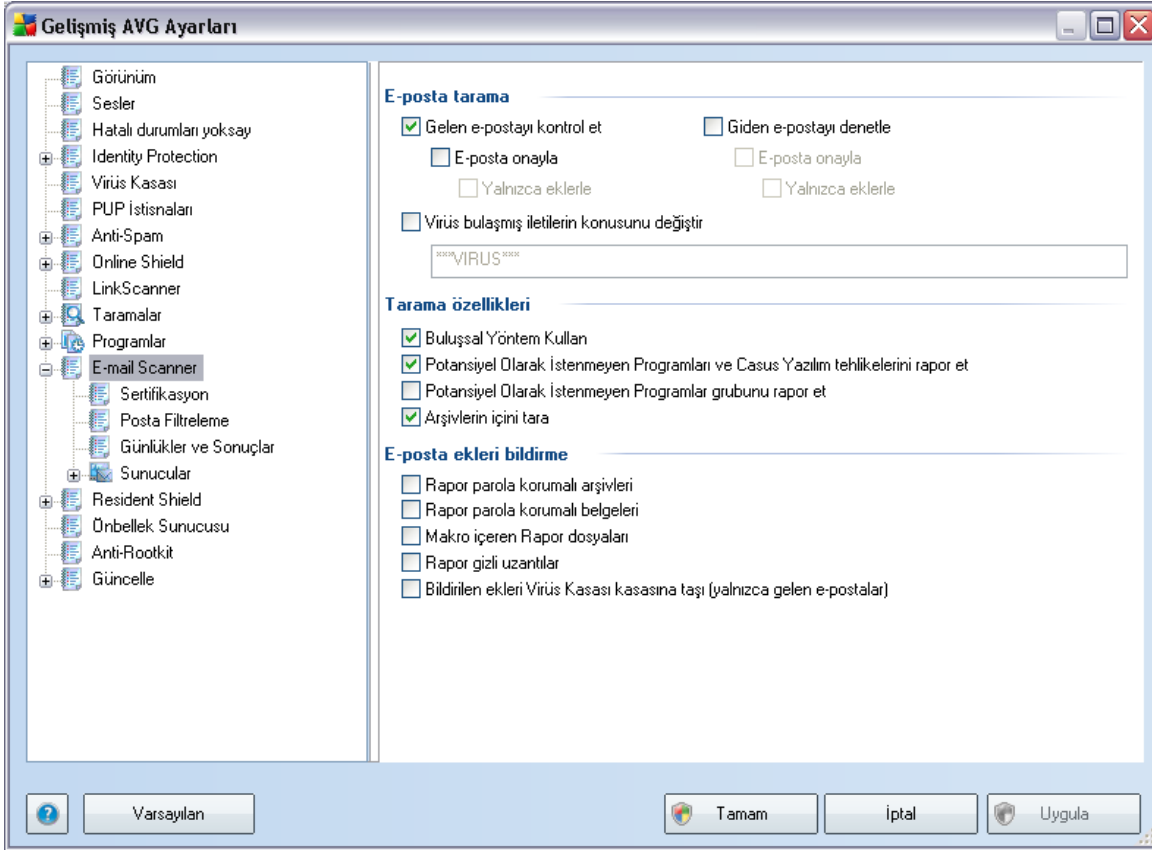 Gelişmiş AVG Ayarları
Görünüm
Sesler
Hatalı durumları yoksay
Identity Protection
Virüs Kasası
PUP İstisnaları
Anti-Spam
Online Shield
LinkScanner
Taramalar
Programlar
E-mail Scanner
Sertifikasyon
Posta Filtreleme
Günlükler ve Sonuçlar
Sunucular
Resident Shield
Önbellek Sunucusu
Anti-Rootkit
Güncelle
E-posta tarama
Gelen e-postayı kontrol et
Giden e-postayı denetle
E-posta onayla
E-posta onayla
Yalnızca eklerle
Yalnızca eklerle
Virüs bulaşmış iletilerin konusunu değiştir
***VIRUS***
Tarama özellikleri
Buluşsal Yöntem Kullan
Potansiyel Olarak İstenmeyen Programları ve Casus Yazılım tehlikelerini rapor et
Potansiyel Olarak İstenmeyen Programlar grubunu rapor et
Arşivlerin içini tara
E-posta ekleri bildirme
Rapor parola korumalı arşivleri
Rapor parola korumalı belgeleri
Makro içeren Rapor dosyaları
Rapor gizli uzantılar
Bildirilen ekleri Virüs Kasası kasasına taşı (yalnızca gelen e-postalar)
Varsayılan
Tamam
İptal
Uygula